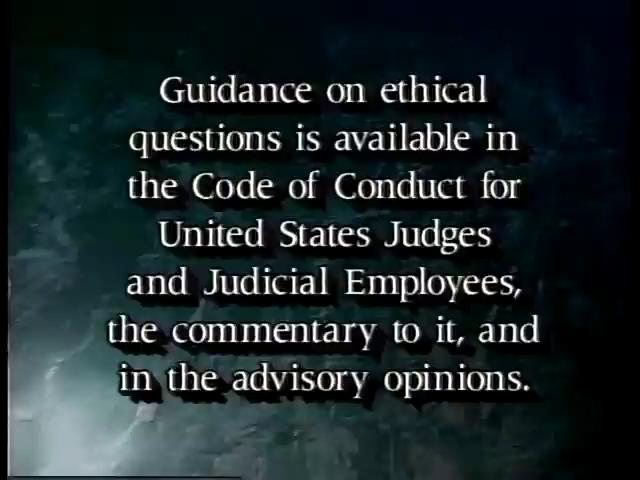 Guidance on ethical
questions is available in
the Code of Conduct for
United States Judges
and Judicial Employees,
the commentary to it, and
in the advisory opinions.